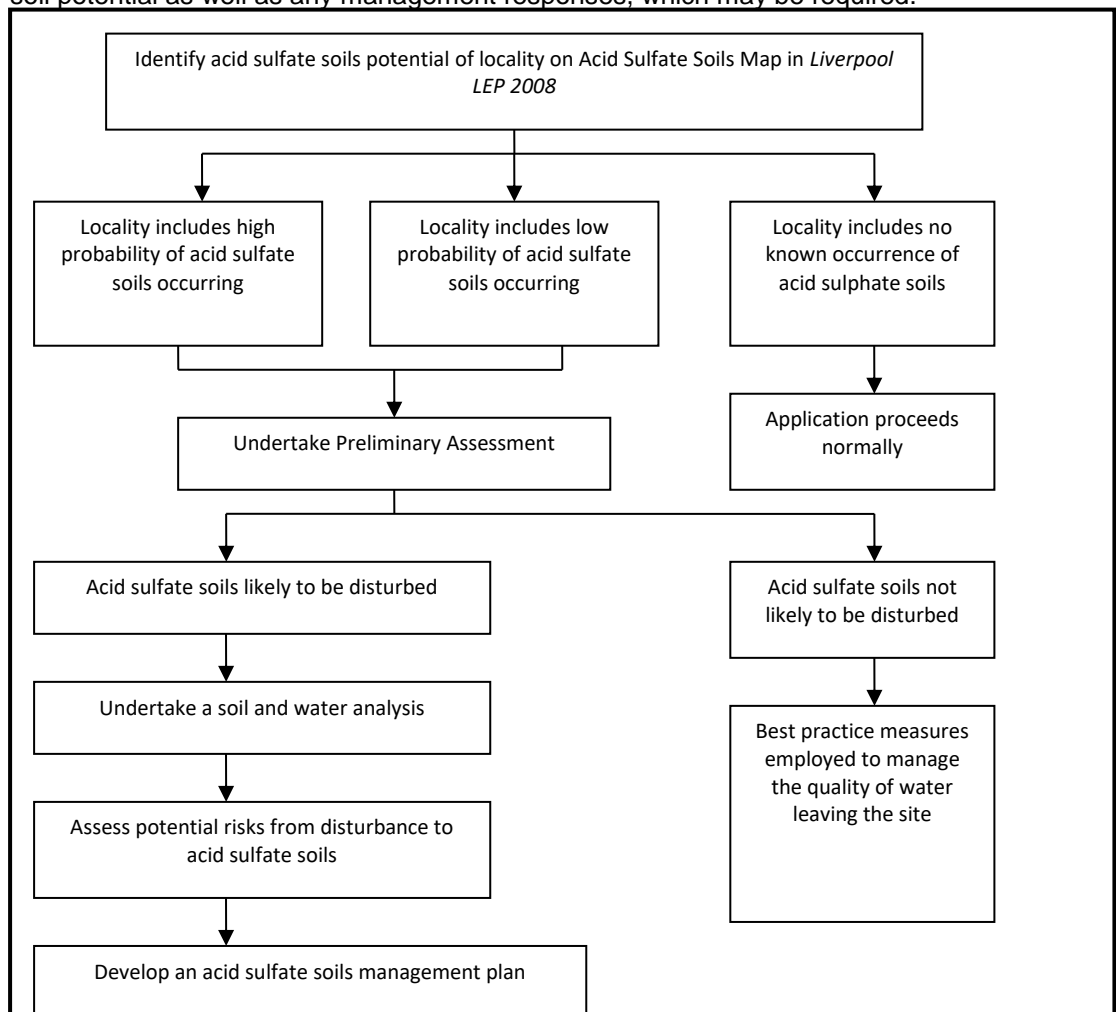 soil potential as well as any management responses, which may be required.
Identify acid sulfate soils potential of locality on Acid Sulfate Soils Map in Liverpool
LEP 2008
Locality includes high
probability of acid sulfate
soils occurring
Locality includes low
probability of acid sulfate
soils occurring
Locality includes no
known occurrence of
acid sulphate soils
Application proceeds
normally
Undertake Preliminary Assessment
Acid sulfate soils likely to be disturbed
Acid sulfate soils not
likely to be disturbed
Undertake a soil and water analysis
Best practice measures
employed to manage
the quality of water
leaving the site
Assess potential risks from disturbance to
acid sulfate soils
Develop an acid sulfate soils management plan